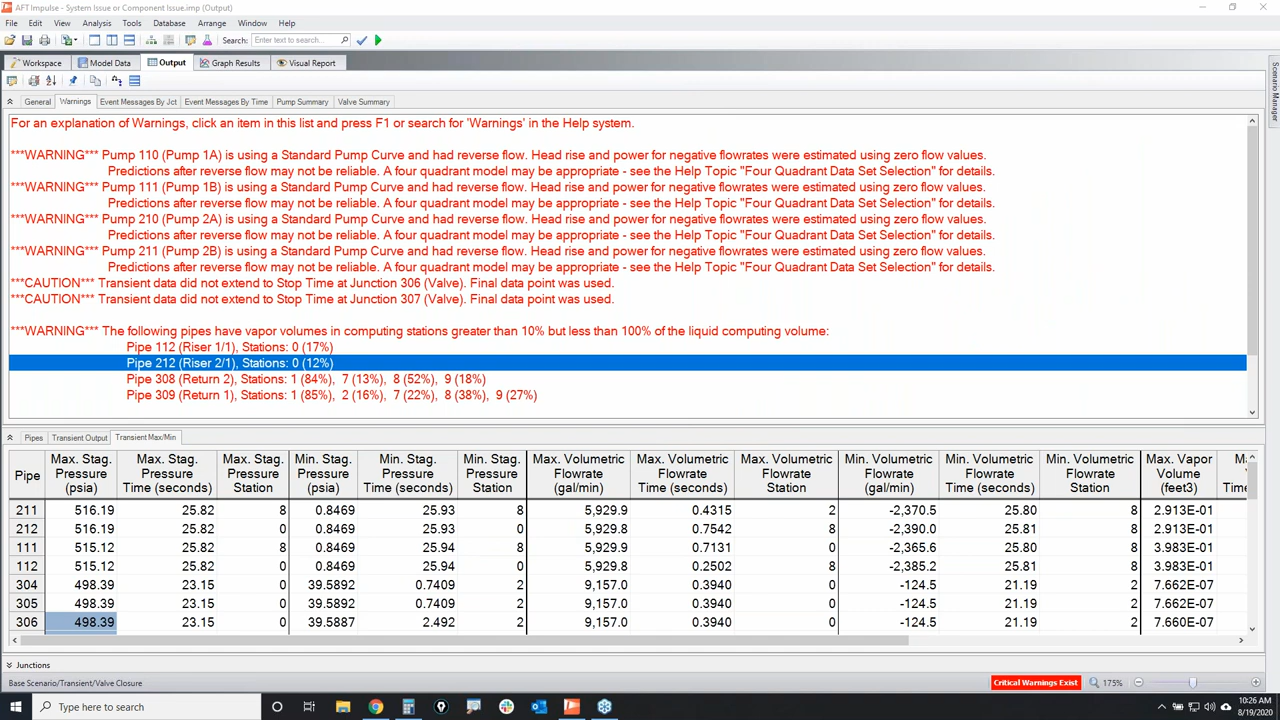 AFT Impulse - System Issue or Component Issue.imp (Output)
File Edit View Analysis Tools Database Arrange Window Help
Search: Enter text to search...
Workspace Model Data Output Graph Results Visual Report
Scenario Manager
General Warnings Event Messages By Jct Event Messages By Time Pump Summary Valve Summary
For an explanation of Warnings, click an item in this list and press F1 or search for 'Warnings' in the Help system.
***WARNING*** Pump 110 (Pump 1A) is using a Standard Pump Curve and had reverse flow. Head rise and power for negative flowrates were estimated using zero flow values.
Predictions after reverse flow may not be reliable. A four quadrant model may be appropriate - see the Help Topic "Four Quadrant Data Set Selection" for details.
***WARNING*** Pump 111 (Pump 1B) is using a Standard Pump Curve and had reverse flow. Head rise and power for negative flowrates were estimated using zero flow values.
Predictions after reverse flow may not be reliable. A four quadrant model may be appropriate - see the Help Topic "Four Quadrant Data Set Selection" for details.
***WARNING*** Pump 210 (Pump 2A) is using a Standard Pump Curve and had reverse flow. Head rise and power for negative flowrates were estimated using zero flow values.
Predictions after reverse flow may not be reliable. A four quadrant model may be appropriate - see the Help Topic "Four Quadrant Data Set Selection" for details.
***WARNING*** Pump 211 (Pump 2B) is using a Standard Pump Curve and had reverse flow. Head rise and power for negative flowrates were estimated using zero flow values.
Predictions after reverse flow may not be reliable. A four quadrant model may be appropriate - see the Help Topic "Four Quadrant Data Set Selection" for details.
***CAUTION*** Transient data did not extend to Stop Time at Junction 306 (Valve). Final data point was used.
***CAUTION*** Transient data did not extend to Stop Time at Junction 307 (Valve). Final data point was used.
***WARNING*** The following pipes have vapor volumes in computing stations greater than 10% but less than 100% of the liquid computing volume:
Pipe 112 (Riser 1/1), Stations: 0 (17%)
Pipe 212 (Riser 2/1), Stations: 0 (12%)
Pipe 308 (Return 2), Stations: 1 (84%), 7 (13%), 8 (52%), 9 (18%)
Pipe 309 (Return 1), Stations: 1 (85%), 2 (16%), 7 (22%), 8 (38%), 9 (27%)
Pipes Transient Output Transient Max/Min
Max. Stag. Max. Stag. Max. Stag. Min. Stag. Min. Stag. Min. Stag. Max. Volumetric Max. Volumetric Max. Volumetric Min. Volumetric Min. Volumetric Min. Volumetric Max. Vapor M
Pipe Pressure Pressure Pressure Pressure Pressure Pressure Flowrate Flowrate Flowrate Flowrate Flowrate Flowrate Volume
(psia) Time (seconds) Station (psia) Time (seconds) Station (gal/min) Time (seconds) Station (gal/min) Time (seconds) Station (feet3) Time
211 516.19 25.82 8 0.8469 25.93 8 5,929.9 0.4315 2 -2,370.5 25.80 8 2.913E-01
212 516.19 25.82 0 0.8469 25.93 0 5,929.8 0.7542 8 -2,390.0 25.81 8 2.913E-01
111 515.12 25.82 8 0.8469 25.94 8 5,929.8 0.7131 0 -2,365.6 25.80 8 3.983E-01
112 515.12 25.82 0 0.8469 25.94 0 5,929.8 0.2502 8 -2,385.2 25.81 8 3.983E-01
304 498.39 23.15 2 39.5892 0.7409 2 9,157.0 0.3940 2 -124.5 21.19 2 7.662E-07
305 498.39 23.15 0 39.5892 0.7409 2 9,157.0 0.3940 0 -124.5 21.19 0 7.662E-07
306 498.39 23.15 0 39.5887 2.492 2 9,157.0 0.3940 0 -124.5 21.19 0 7.660E-07
Junctions
Base Scenario/Transient/Valve Closure Critical Warnings Exist 175%
Type here to search
10:26 AM
8/19/2020